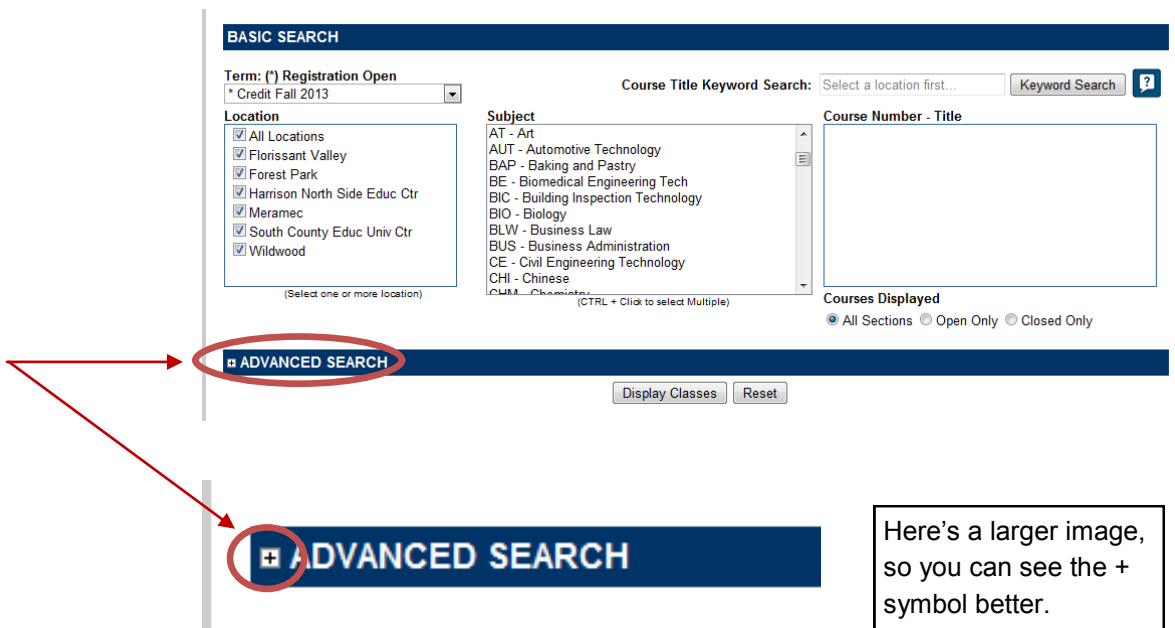 BASIC SEARCH
Term: (*) Registration Open
* Credit Fall 2013
Course Title Keyword Search: Select a location first... Keyword Search ?
Location
All Locations
Florissant Valley
Forest Park
Harrison North Side Educ Ctr
Meramec
South County Educ Univ Ctr
Wildwood
(Select one or more location)
Subject
AT - Art
AUT - Automotive Technology
BAP - Baking and Pastry
BE - Biomedical Engineering Tech
BIC - Building Inspection Technology
BIO - Biology
BLW - Business Law
BUS - Business Administration
CE - Civil Engineering Technology
CHI - Chinese
CHM - Chemistry
(CTRL + Click to select Multiple)
Course Number - Title
Courses Displayed
All Sections Open Only Closed Only
+ ADVANCED SEARCH
Display Classes Reset
+ ADVANCED SEARCH
Here's a larger image,
so you can see the +
symbol better.